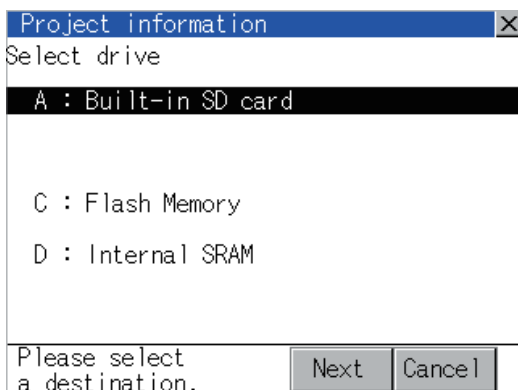 Project information
Select drive
A : Built-in SD card
C : Flash Memory
D : Internal SRAM
Please select
a destination.
Next
Cancel